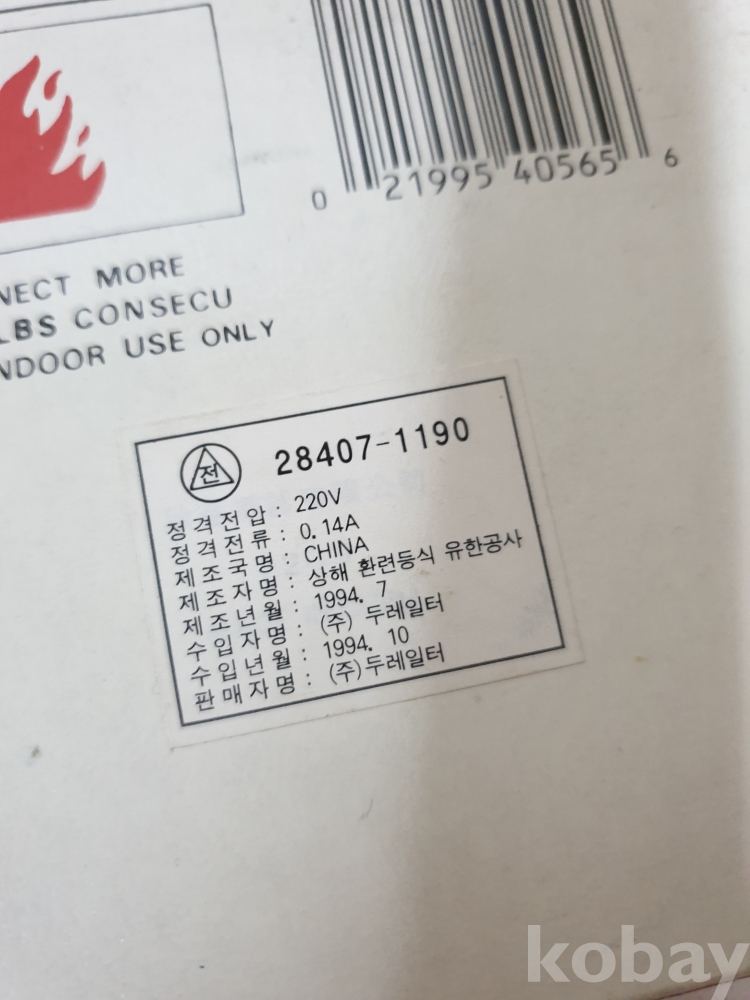 0 21995 40565 6
NECT MORE
LBS CONSECU
NDOOR USE ONLY
전 28407-1190
정격전압 : 220V
정격전류 : 0.14A
제조국명 : CHINA
제조자명 : 상해 환련등식 유한공사
제조년월 : 1994. 7
수입자명 : (주) 두레일터
수입년월 : 1994. 10
판매자명 : (주)두레일터
kobay